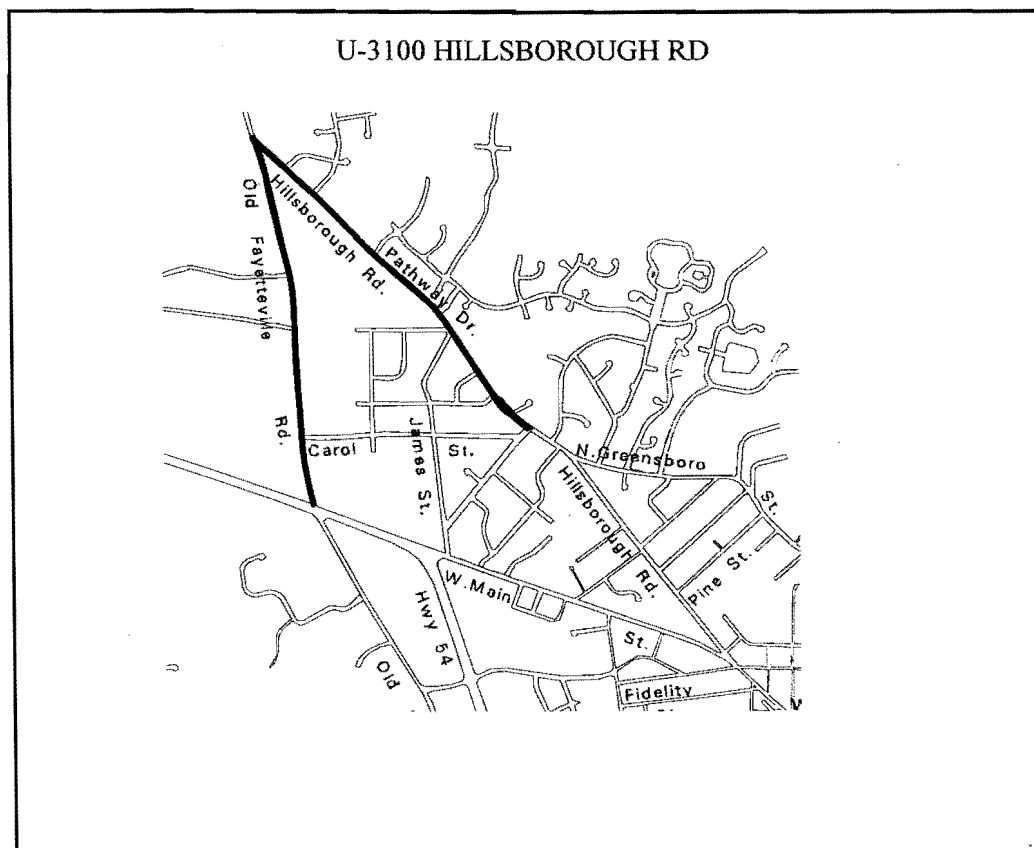 U-3100 HILLSBOROUGH RD
Old Fayetteville Rd.
Hillsborough Rd.
Pathway Dr.
Carol St.
James St.
N.Greensboro St.
Hillsborough Rd.
Pine St.
W.Main St.
Hwy 54
Old
Fidelity